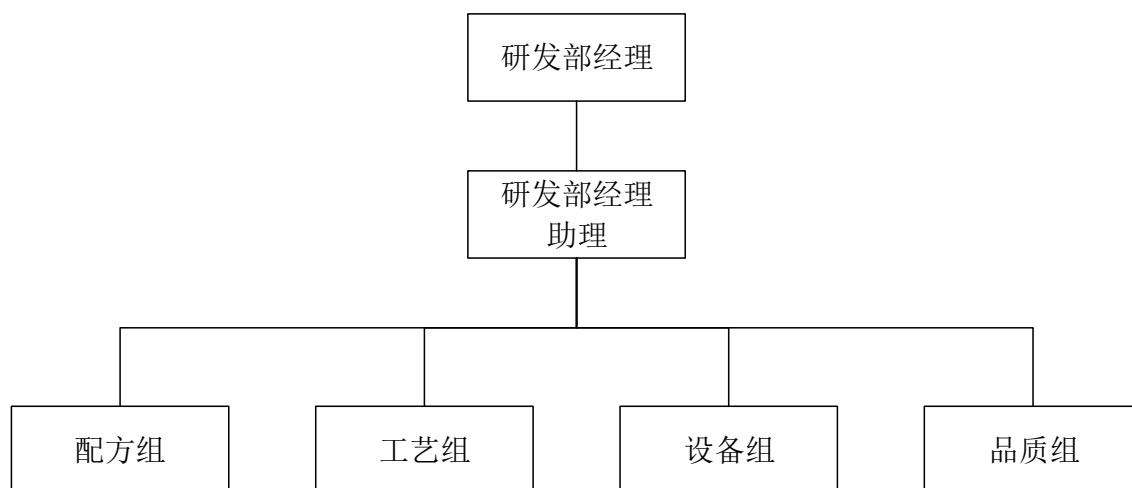 研发部经理
研发部经理
助理
配方组
工艺组
设备组
品质组